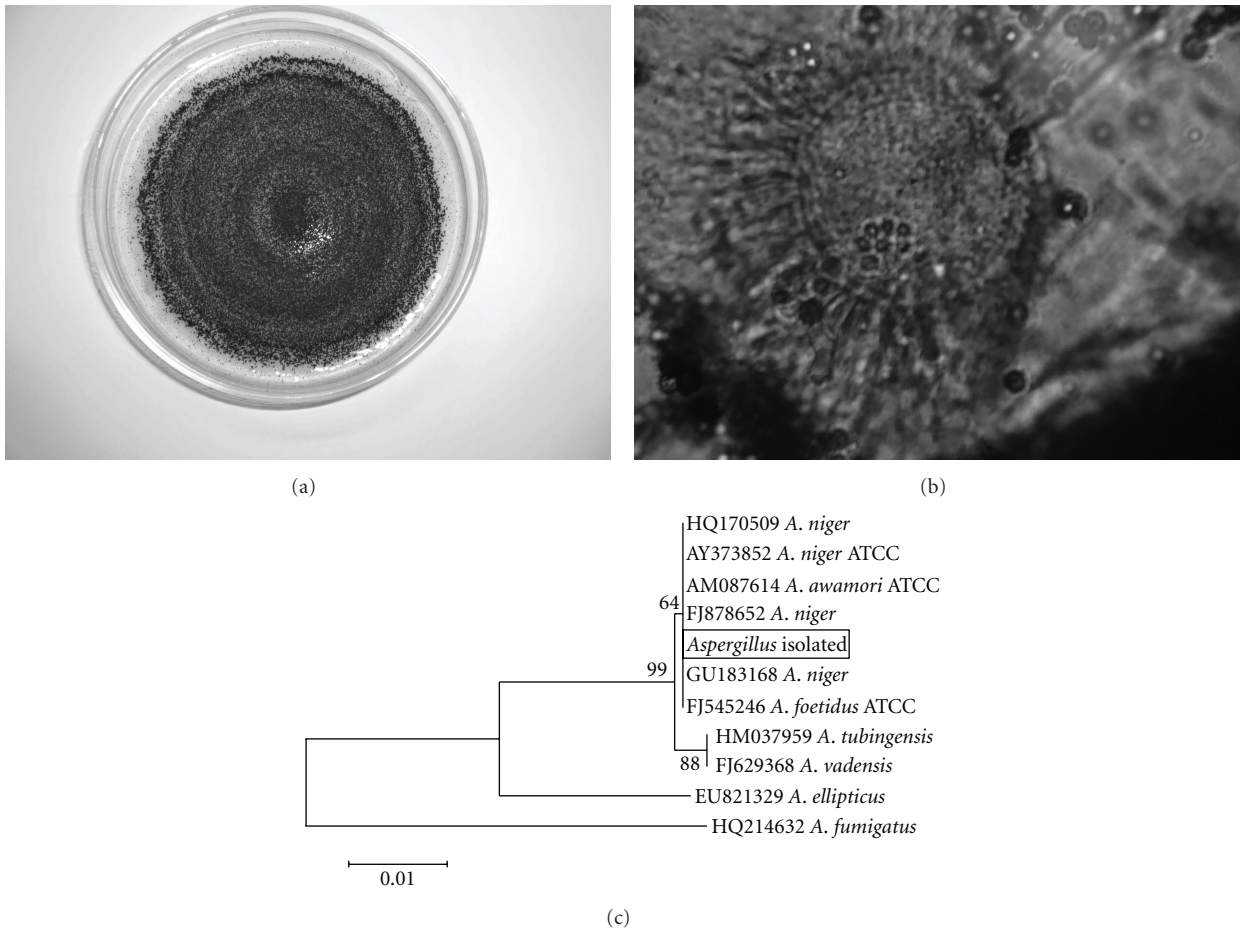 (a)
(b)
HQ170509 A. niger
AY373852 A. niger ATCC
AM087614 A. awamori ATCC
64
FJ878652 A. niger
Aspergillus isolated
99
GU183168 A. niger
FJ545246 A. foetidus ATCC
HM037959 A. tubingensis
88
FJ629368 A. vadensis
EU821329 A. ellipticus
HQ214632 A. fumigatus
0.01
(c)